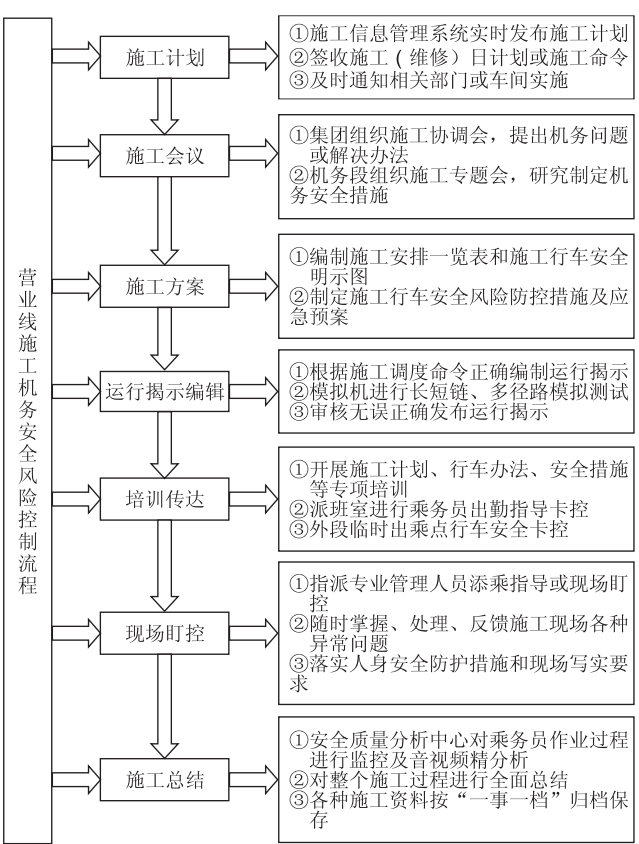 营业线施工机务安全风险控制流程
施工计划
①施工信息管理系统实时发布施工计划
②签收施工（维修）日计划或施工命令
③及时通知相关部门或车间实施
施工会议
①集团组织施工协调会，提出机务问题
或解决办法
②机务段组织施工专题会，研究制定机
务安全措施
施工方案
①编制施工安排一览表和施工行车安全
明示图
②制定施工行车安全风险防控措施及应
急预案
运行揭示编辑
①根据施工调度命令正确编制运行揭示
②模拟机进行长短链、多径路模拟测试
③审核无误正确发布运行揭示
培训传达
①开展施工计划、行车办法、安全措施
等专项培训
②派班室进行乘务员出勤指导卡控
③外段临时出乘点行车安全卡控
现场盯控
①指派专业管理人员添乘指导或现场盯
控
②随时掌握、处理、反馈施工现场各种
异常问题
③落实人身安全防护措施和现场写实要
求
施工总结
①安全质量分析中心对乘务员作业过程
进行监控及音视频精分析
②对整个施工过程进行全面总结
③各种施工资料按“一事一档”归档保
存